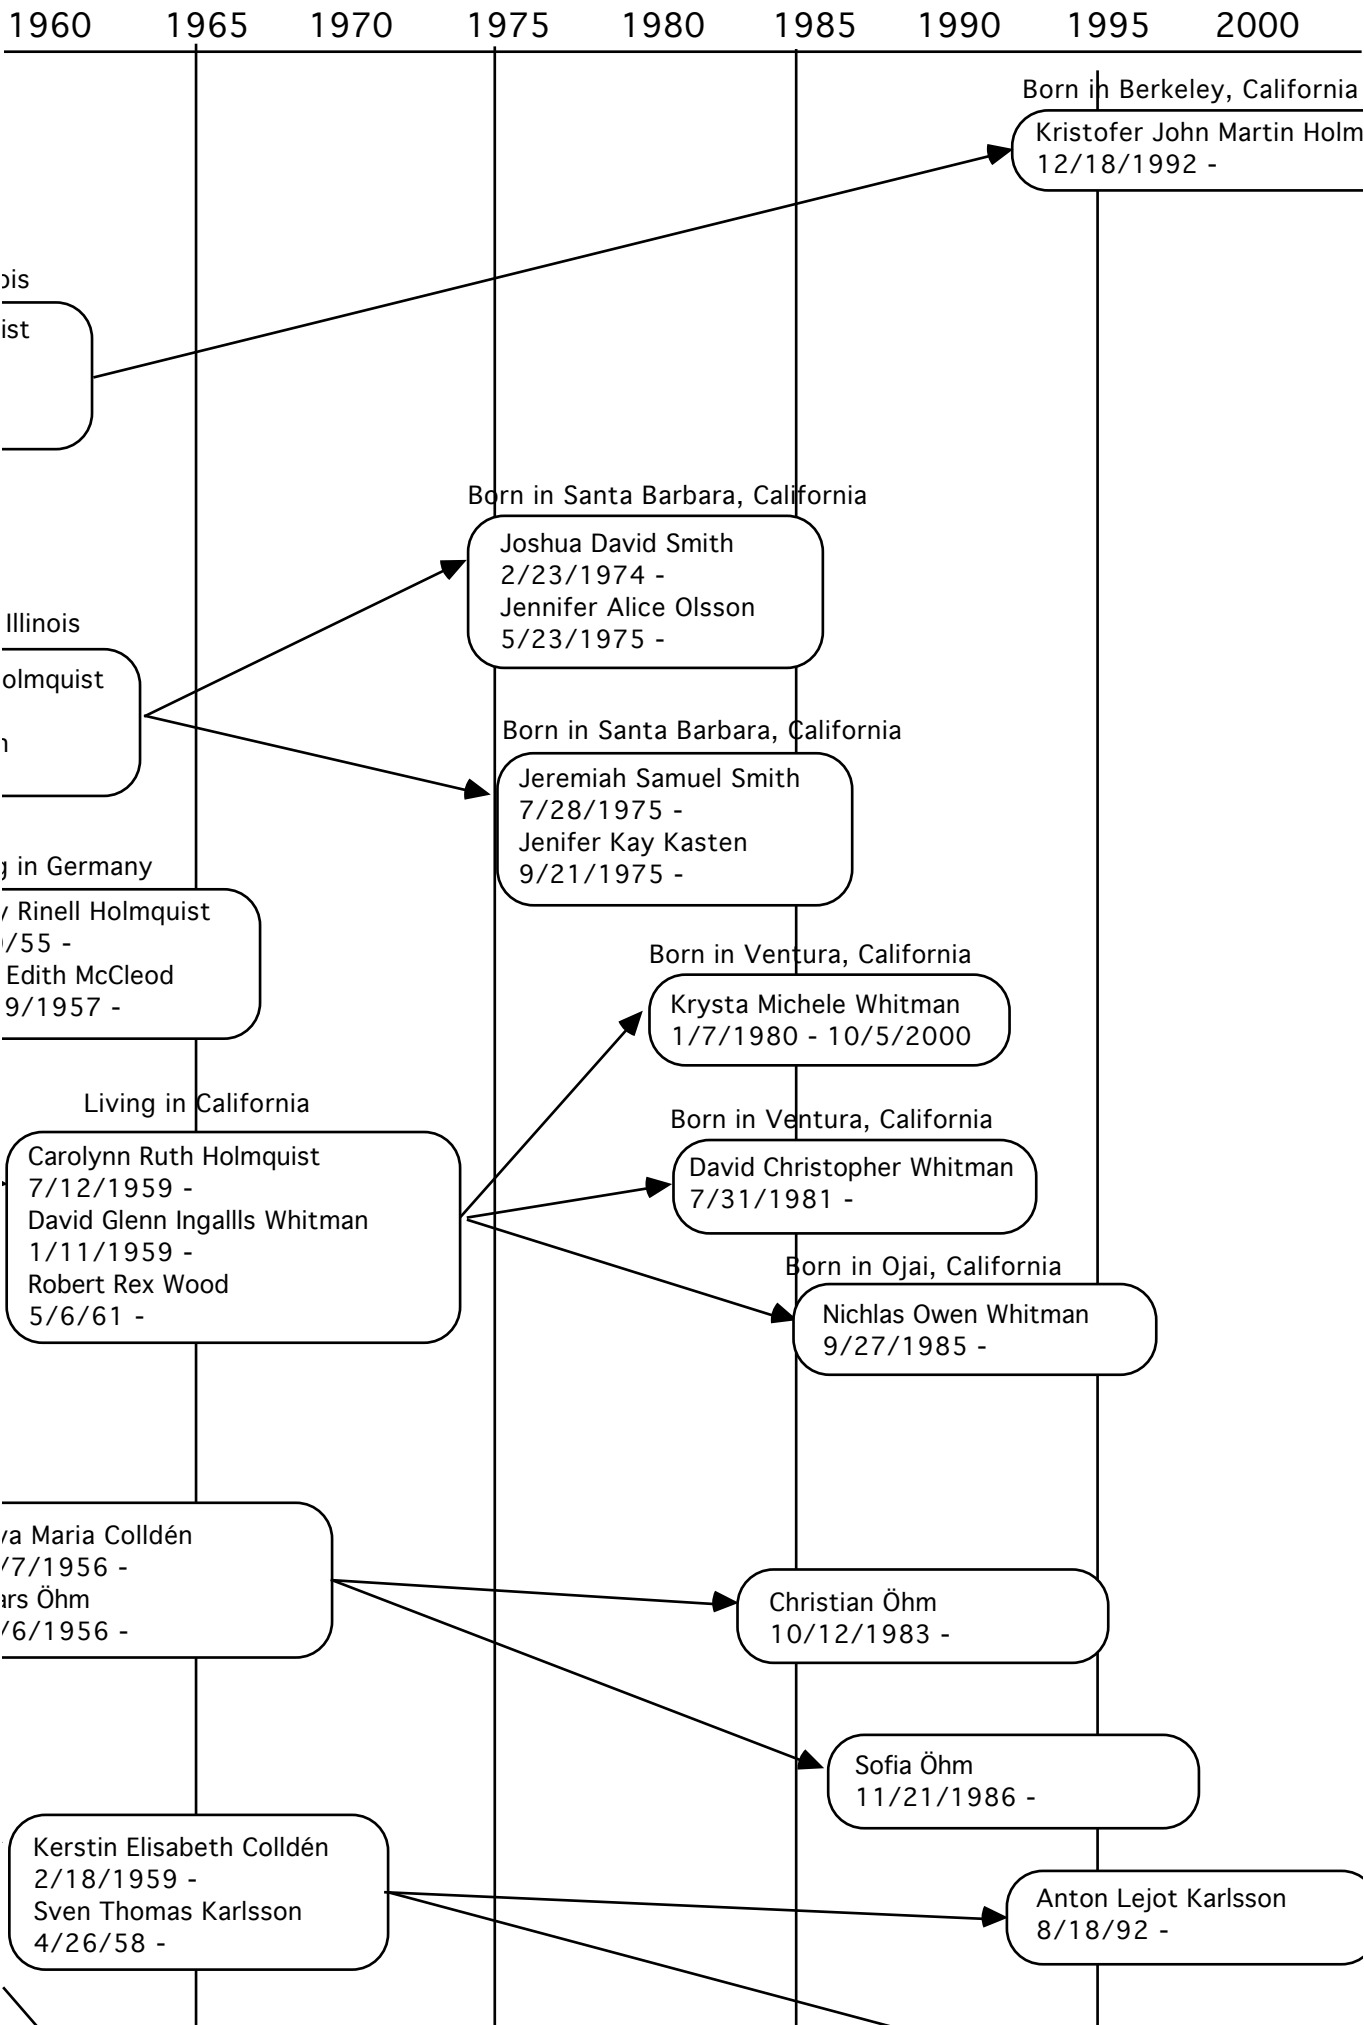 1960 1965 1970 1975 1980 1985 1990 1995 2000
Born in Berkeley, California
Kristofer John Martin Holm
12/18/1992 -
ois
ist
Born in Santa Barbara, California
Joshua David Smith
2/23/1974 -
Jennifer Alice Olsson
5/23/1975 -
Illinois
olmquist
n
Born in Santa Barbara, California
Jeremiah Samuel Smith
7/28/1975 -
Jenifer Kay Kasten
9/21/1975 -
g in Germany
y Rinell Holmquist
/55 -
Edith McCleod
9/1957 -
Born in Ventura, California
Krysta Michele Whitman
1/7/1980 - 10/5/2000
Living in California
Carolynn Ruth Holmquist
7/12/1959 -
David Glenn Ingallls Whitman
1/11/1959 -
Robert Rex Wood
5/6/61 -
Born in Ventura, California
David Christopher Whitman
7/31/1981 -
Born in Ojai, California
Nichlas Owen Whitman
9/27/1985 -
va Maria Colldén
/7/1956 -
ars Öhm
/6/1956 -
Christian Öhm
10/12/1983 -
Sofia Öhm
11/21/1986 -
Kerstin Elisabeth Colldén
2/18/1959 -
Sven Thomas Karlsson
4/26/58 -
Anton Lejot Karlsson
8/18/92 -